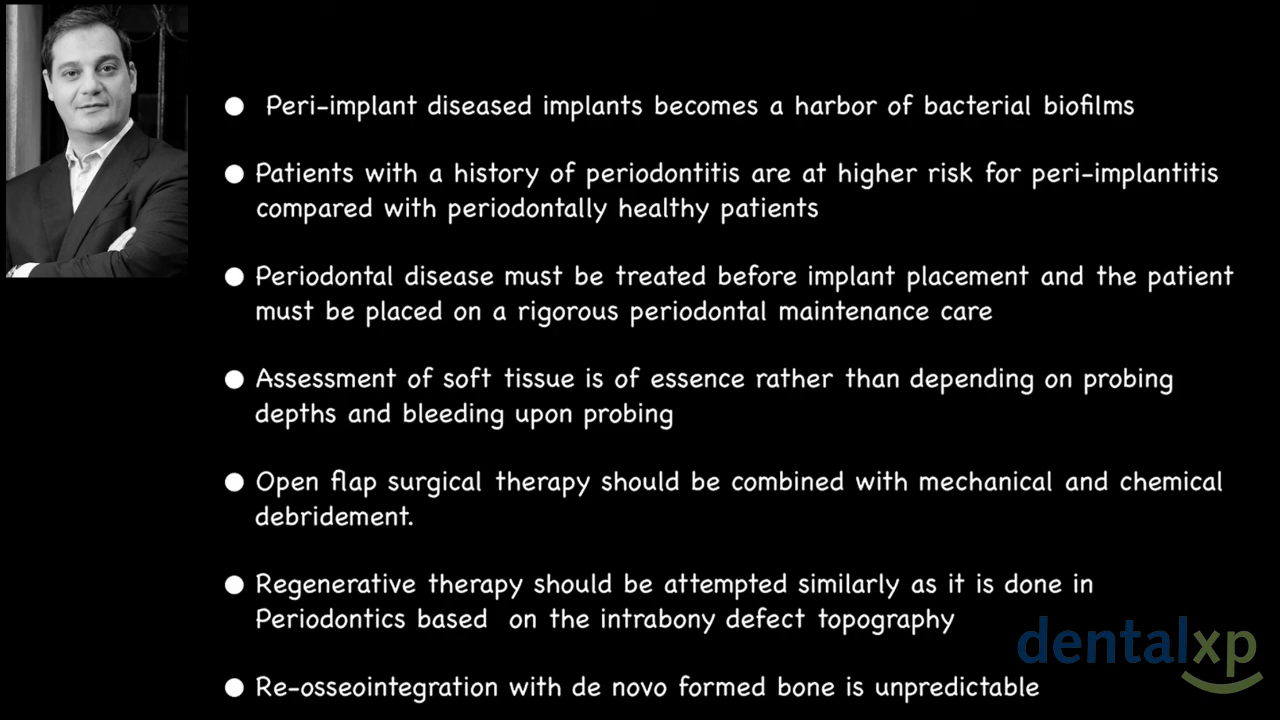 ● Peri-implant diseased implants becomes a harbor of bacterial biofilms
● Patients with a history of periodontitis are at higher risk for peri-implantitis
compared with periodontally healthy patients
● Periodontal disease must be treated before implant placement and the patient
must be placed on a rigorous periodontal maintenance care
● Assessment of soft tissue is of essence rather than depending on probing
depths and bleeding upon probing
● Open flap surgical therapy should be combined with mechanical and chemical
debridement.
● Regenerative therapy should be attempted similarly as it is done in
Periodontics based on the intrabony defect topography
● Re-osseointegration with de novo formed bone is unpredictable
dentalxp